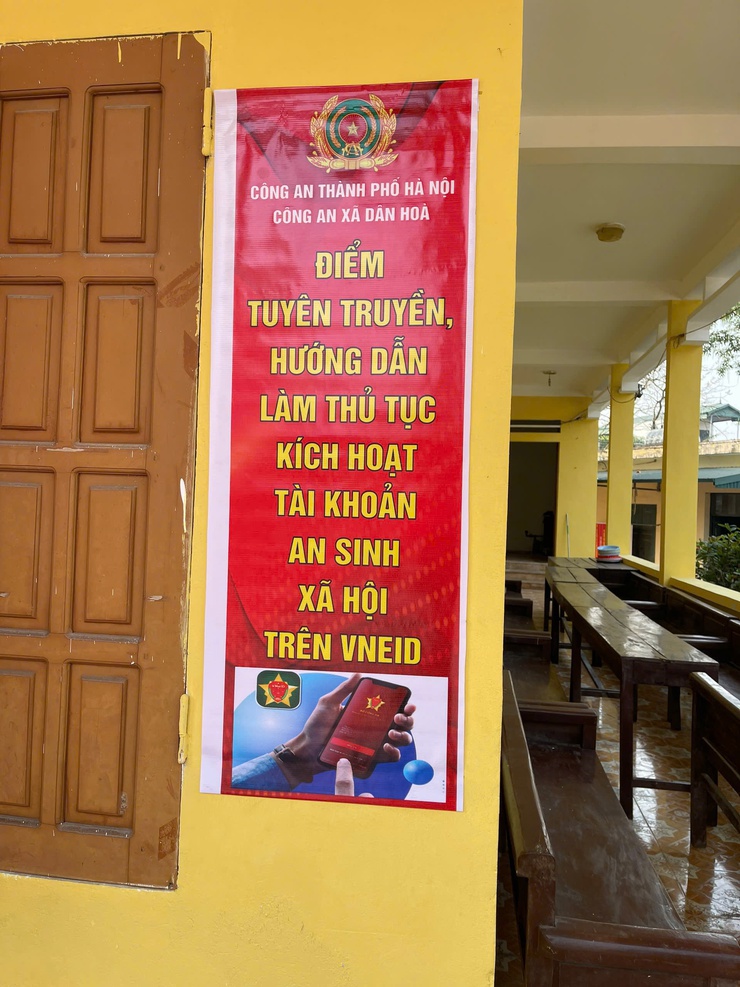 CÔNG AN THÀNH PHỐ HÀ NỘI
CÔNG AN XÃ DÂN HOÀ
ĐIỂM
TUYÊN TRUYỀN,
HƯỚNG DẪN
LÀM THỦ TỤC
KÍCH HOẠT
TÀI KHOẢN
AN SINH
XÃ HỘI
TRÊN VNEID